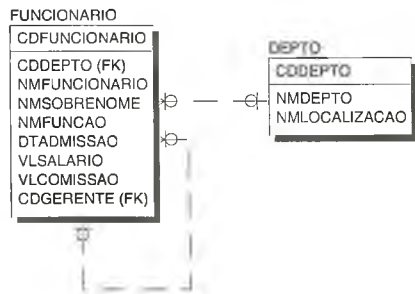 FUNCIONARIO
CDFUNCIONARIO
CDDEPTO (FK)
NMFUNCIONARIO
NMSOBRENOME
NMFUNCAO
DTADMISSAO
VLSALARIO
VLCOMISSAO
CDGERENTE (FK)
DEPTO
CDDEPTO
NMDEPTO
NMLOCALIZACAO